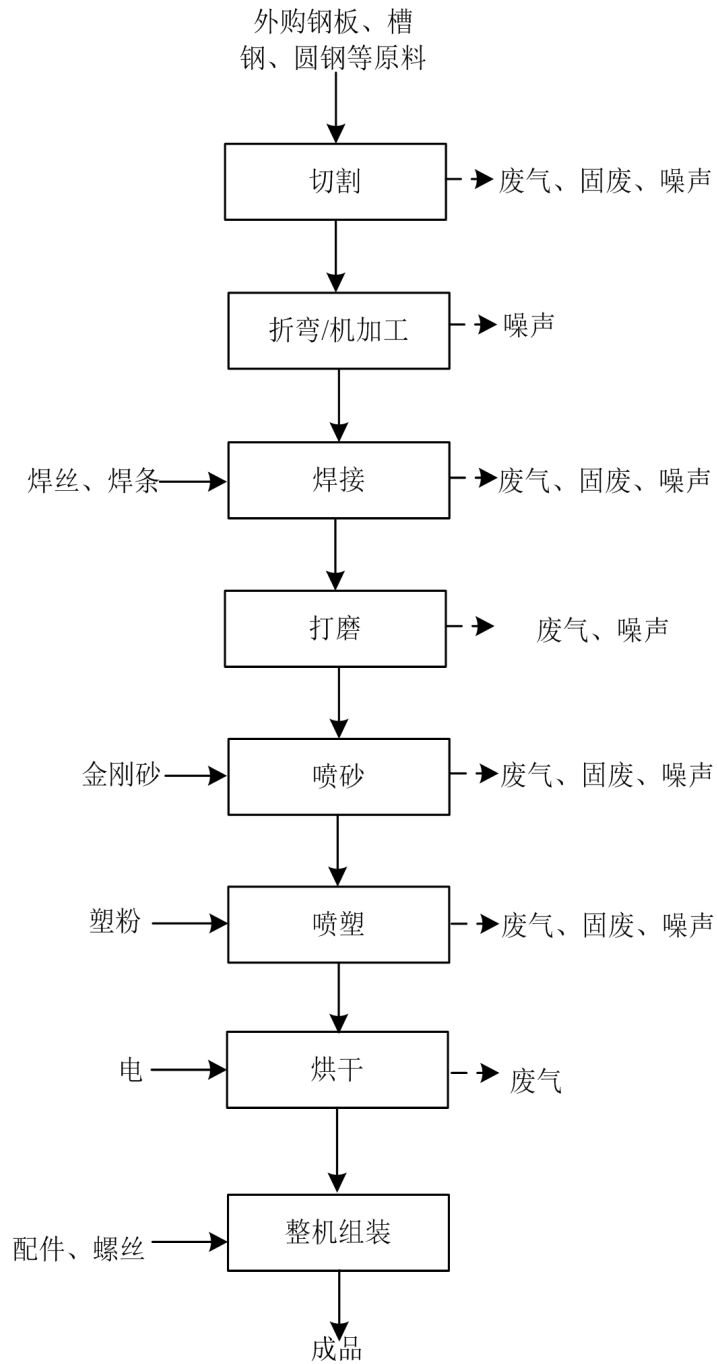 外购钢板、槽
钢、圆钢等原料
切割
废气、固废、噪声
折弯/机加工
噪声
焊丝、焊条
焊接
废气、固废、噪声
打磨
废气、噪声
金刚砂
喷砂
废气、固废、噪声
塑粉
喷塑
废气、固废、噪声
电
烘干
废气
配件、螺丝
整机组装
成品